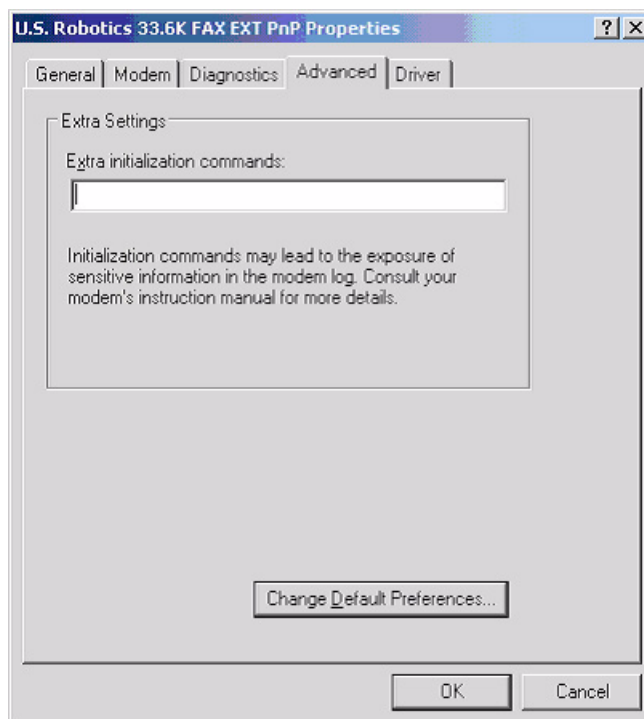 U.S. Robotics 33.6K FAX EXT PnP Properties
General Modem Diagnostics Advanced Driver
Extra Settings
Extra initialization commands:
Initialization commands may lead to the exposure of
sensitive information in the modem log. Consult your
modem's instruction manual for more details.
Change Default Preferences...
OK Cancel